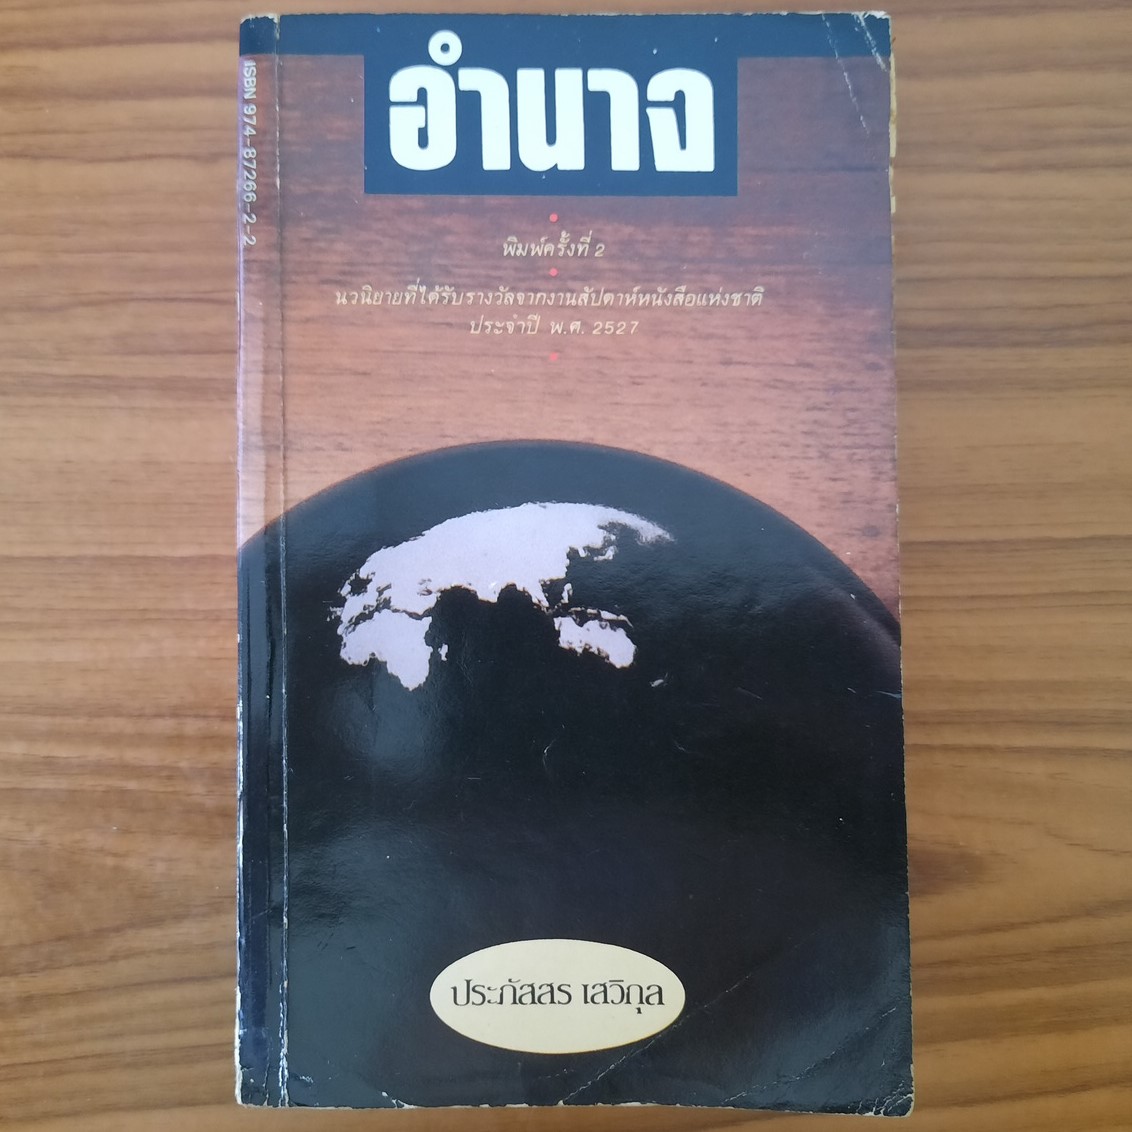 อำนาจ
พิมพ์ครั้งที่ 2
นวนิยายที่ได้รับรางวัลจากงานสัปดาห์หนังสือแห่งชาติ
ประจำปี พ.ศ. 2527
ประภัสสร เสวิกุล
ISBN 974-87266-2-2